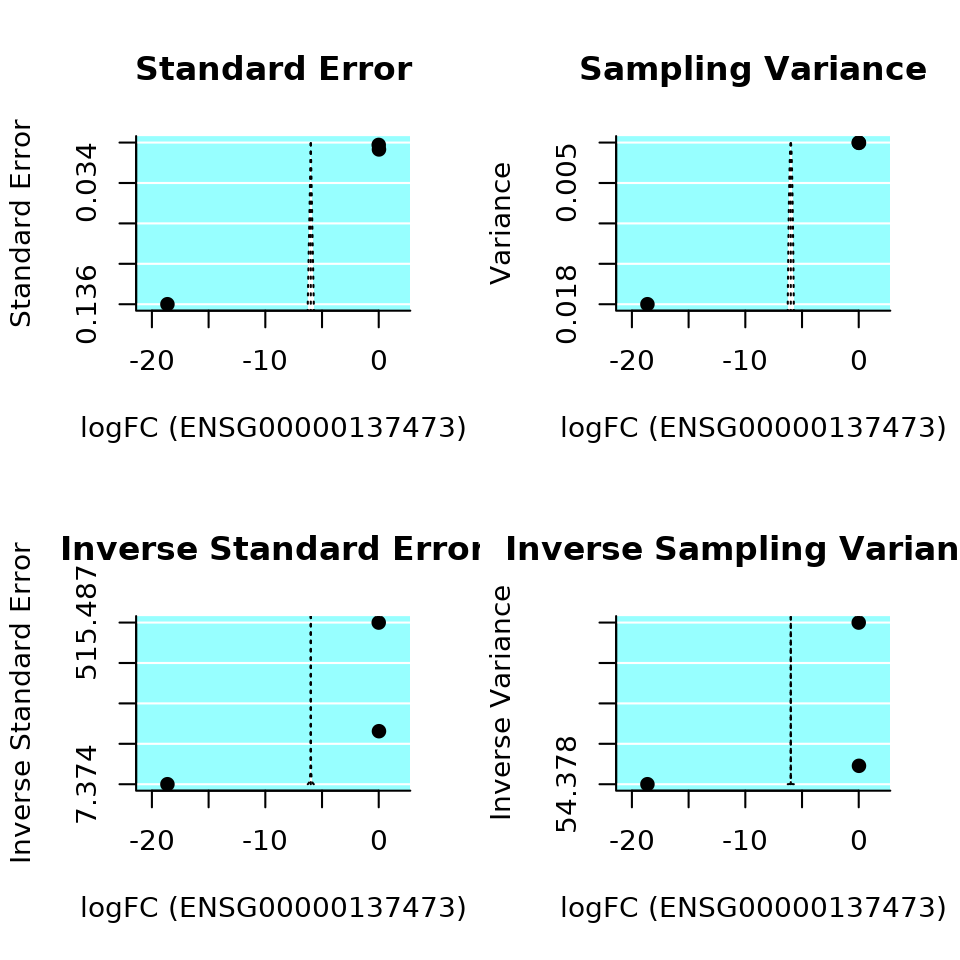 Standard Error
Standard Error
0.034
0.136
-20 -10 0
logFC (ENSG00000137473)
Sampling Variance
Variance
0.005
0.018
-20 -10 0
logFC (ENSG00000137473)
Inverse Standard Error
Inverse Standard Error
515.487
7.374
-20 -10 0
logFC (ENSG00000137473)
Inverse Sampling Varian
Inverse Variance
54.378
-20 -10 0
logFC (ENSG00000137473)